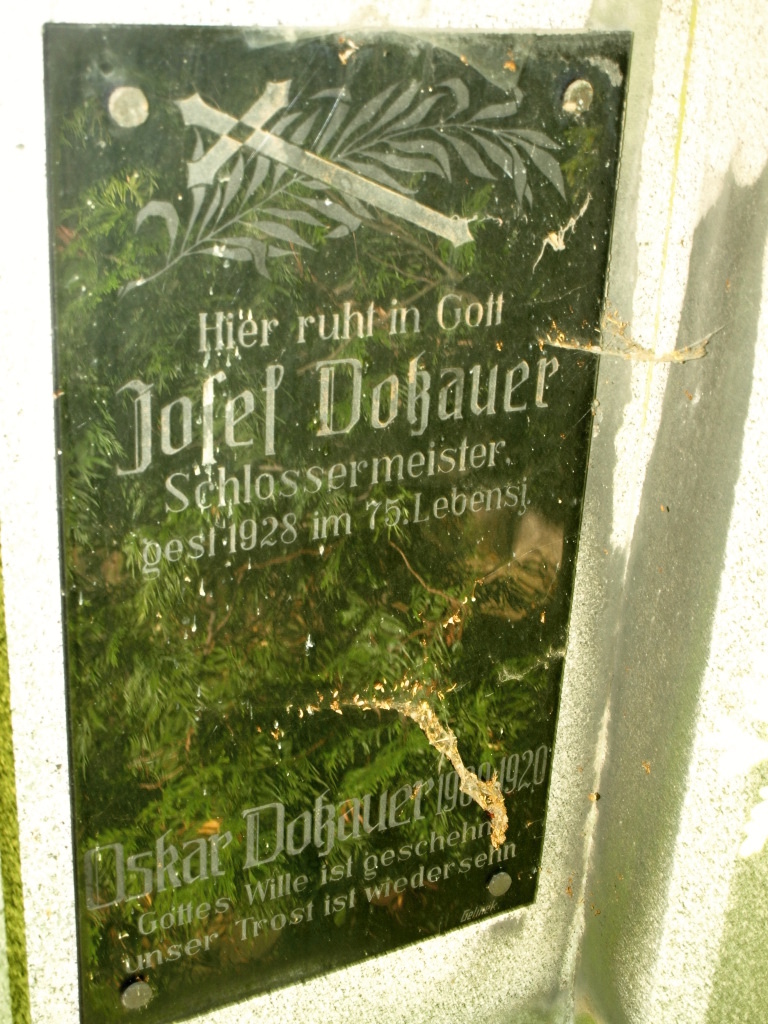 Hier ruht in Gott
Josef Doßauer
Schlossermeister.
gest. 1928 im 75. Lebensj.
Oskar Doßauer 1900-1920
Gottes Wille ist geschehn
unser Trost ist wiedersehn